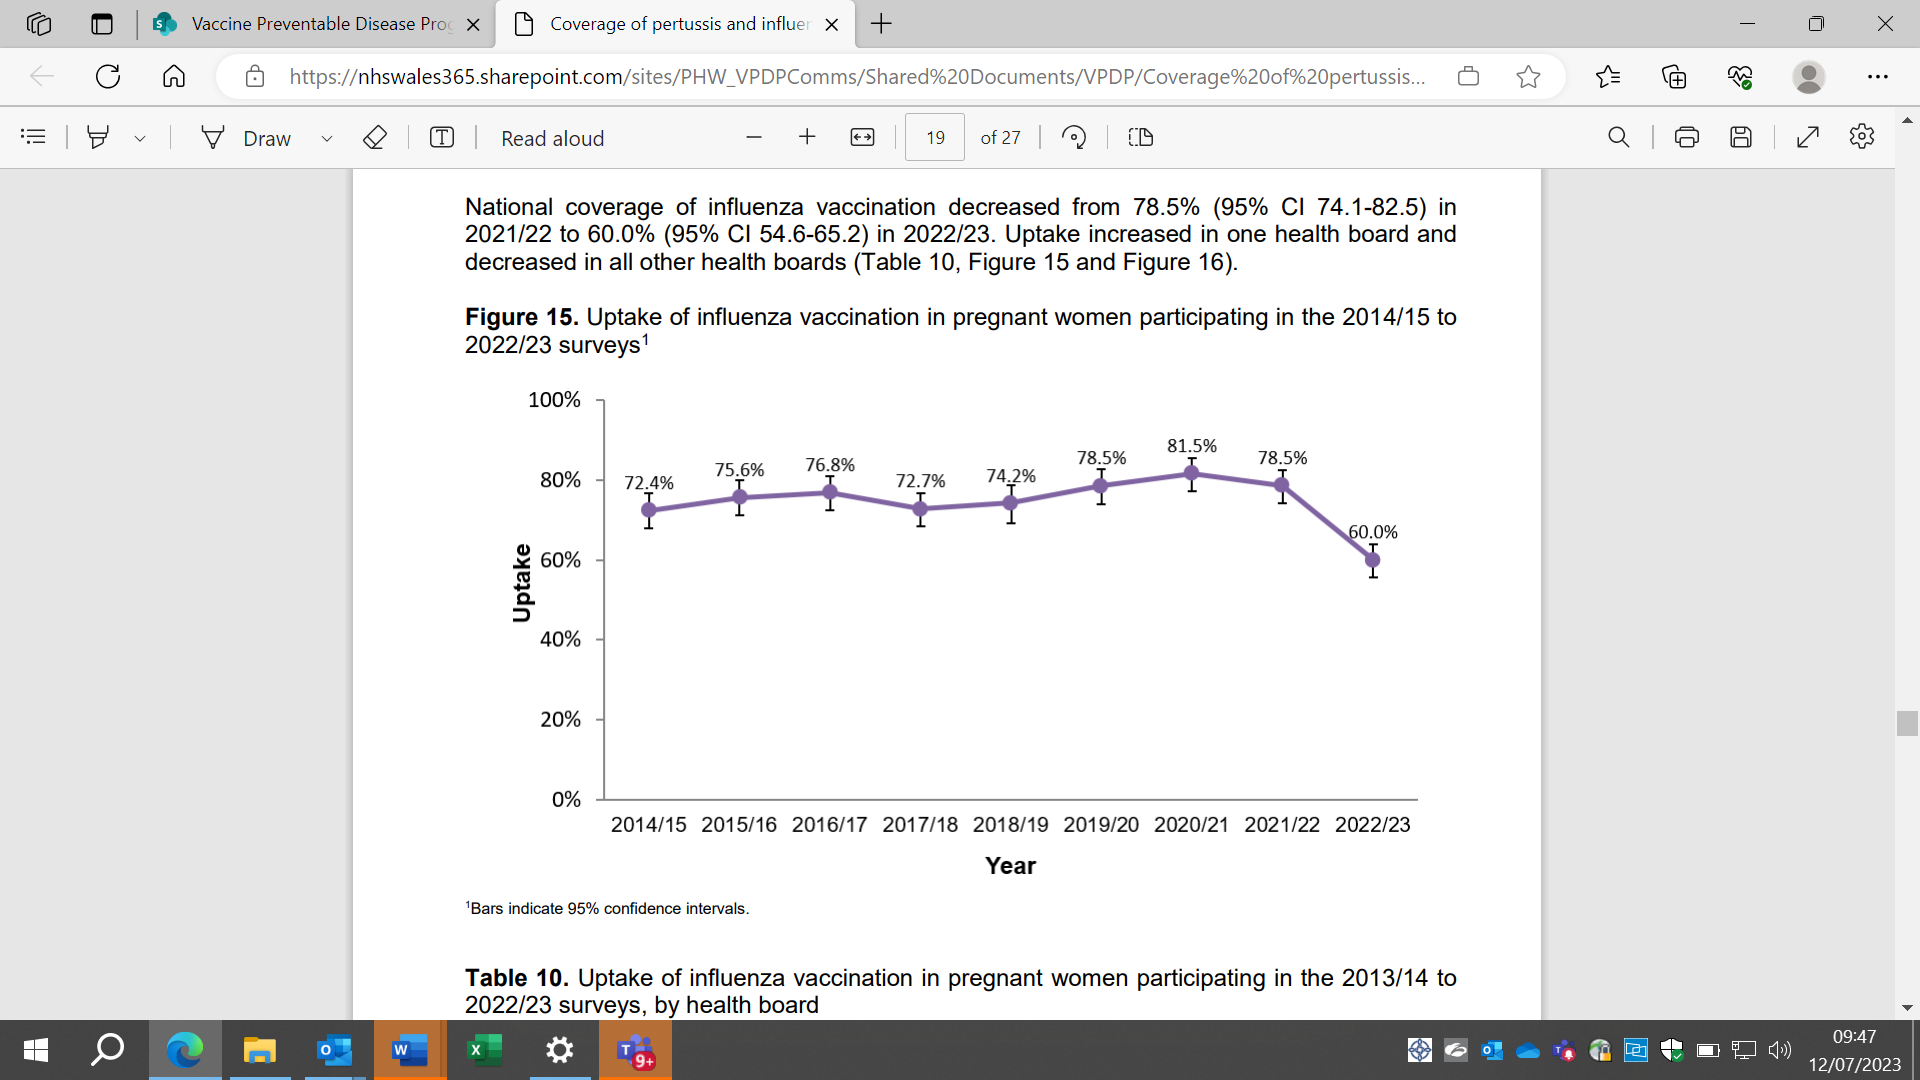 Vaccine Preventable Disease Prog
Coverage of pertussis and influen
https://nhswales365.sharepoint.com/sites/PHW_VPDPComms/Shared%20Documents/VPDP/Coverage%20of%20pertussis...
Draw
T
Read aloud
19
of 27
National coverage of influenza vaccination decreased from 78.5% (95% CI 74.1-82.5) in
2021/22 to 60.0% (95% CI 54.6-65.2) in 2022/23. Uptake increased in one health board and
decreased in all other health boards (Table 10, Figure 15 and Figure 16).
Figure 15. Uptake of influenza vaccination in pregnant women participating in the 2014/15 to
2022/23 surveys¹
100%
80%
60%
40%
20%
0%
Uptake
72.4%
75.6%
76.8%
72.7%
74.2%
78.5%
81.5%
78.5%
60.0%
2014/15 2015/16 2016/17 2017/18 2018/19 2019/20 2020/21 2021/22 2022/23
Year
¹Bars indicate 95% confidence intervals.
Table 10. Uptake of influenza vaccination in pregnant women participating in the 2013/14 to
2022/23 surveys, by health board
9+
09:47
12/07/2023